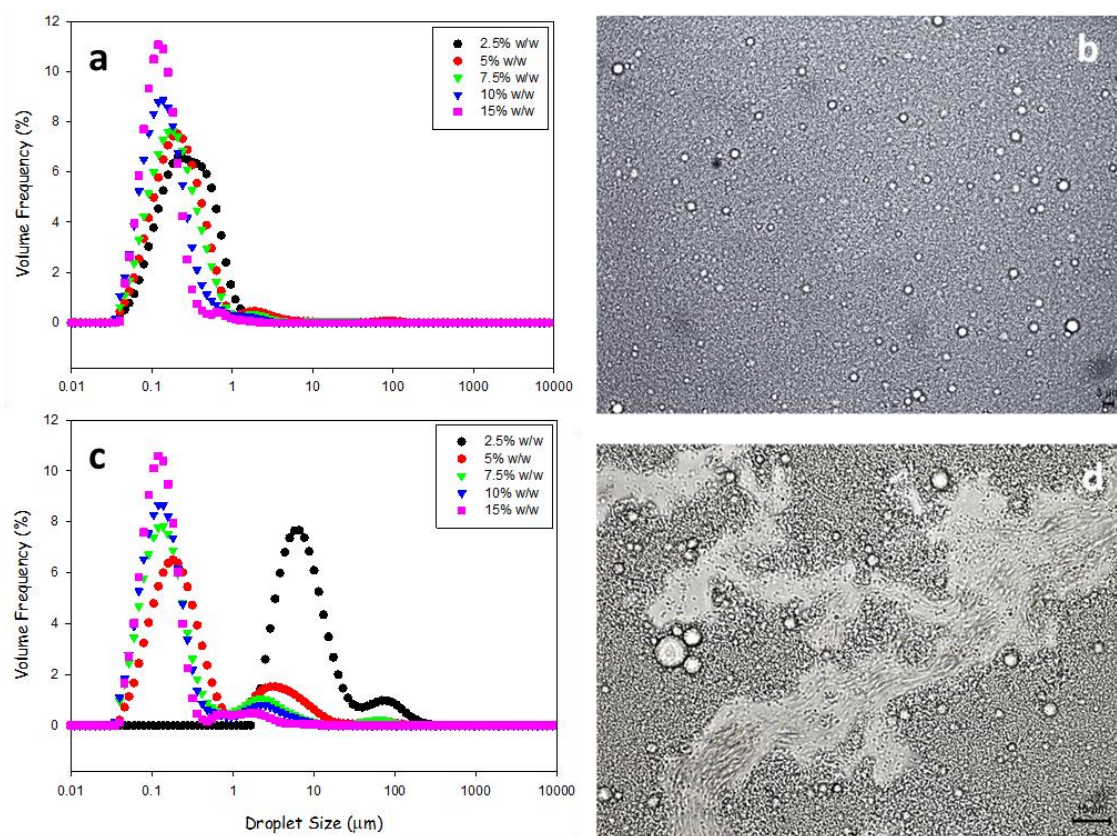 a
12
10
8
6
4
2
0
Volume Frequency (%)
2.5% w/w
5% w/w
7.5% w/w
10% w/w
15% w/w
0.01 0.1 1 10 100 1000 10000
b
c
12
10
8
6
4
2
0
Volume Frequency (%)
2.5% w/w
5% w/w
7.5% w/w
10% w/w
15% w/w
0.01 0.1 1 10 100 1000 10000
Droplet Size (μm)
d